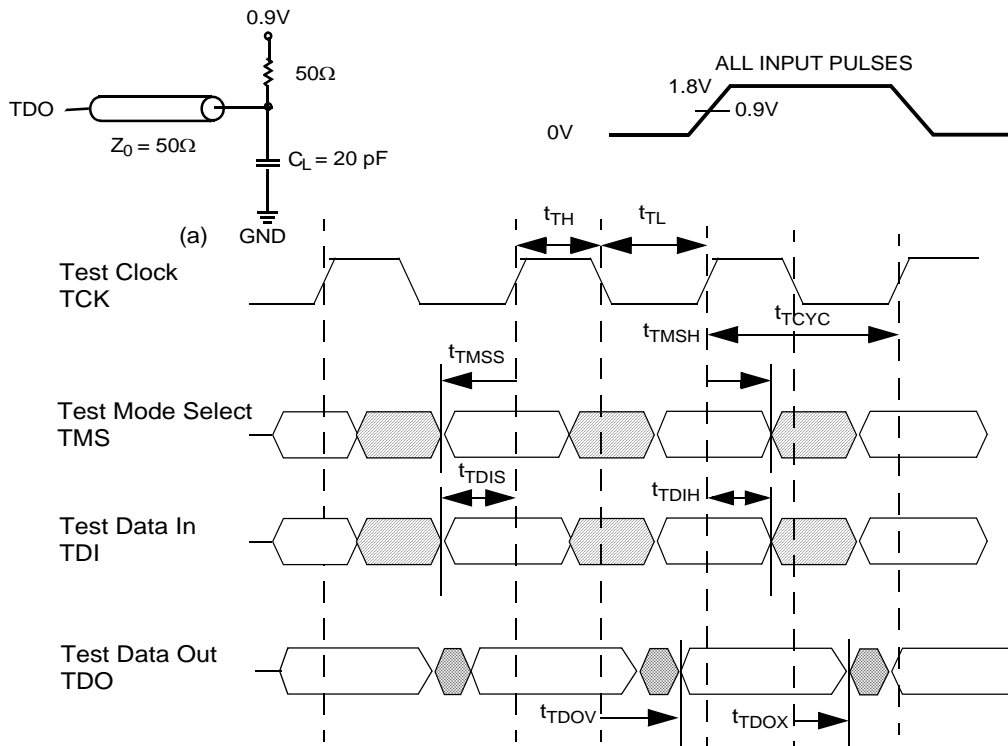 0.9V
50Ω
TDO
Z0 = 50Ω
CL = 20 pF
(a)
GND
ALL INPUT PULSES
1.8V
0.9V
0V
tTH
tTL
Test Clock
TCK
tTMSH
tTCYC
tTMSS
Test Mode Select
TMS
tTDIS
tTDIH
Test Data In
TDI
Test Data Out
TDO
tTDOV
tTDOX